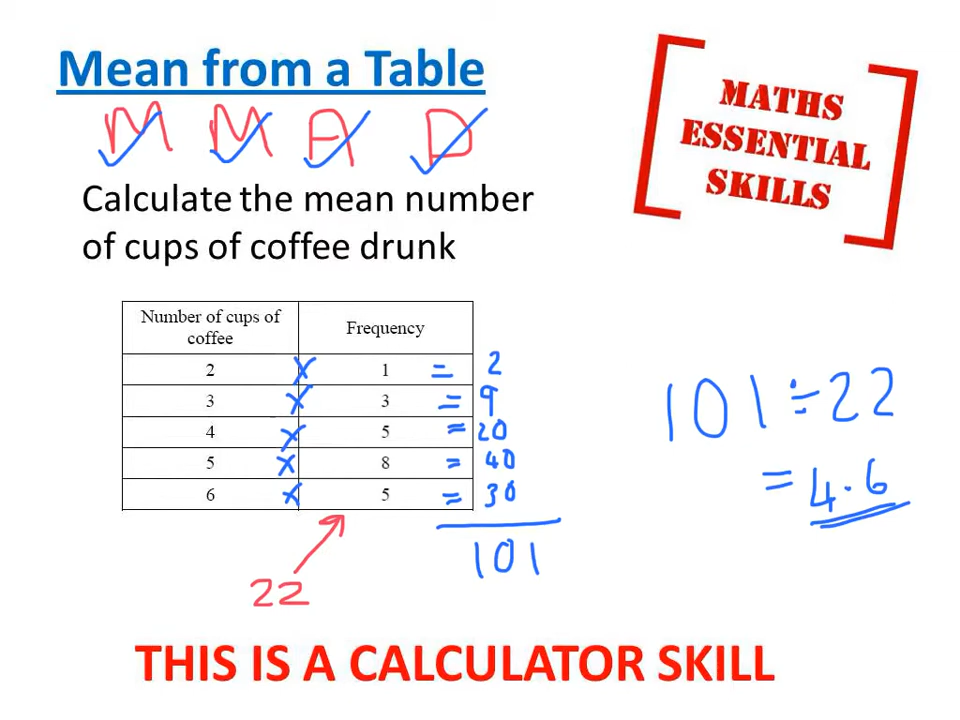 Mean from a Table
M M A D
MATHS
ESSENTIAL
SKILLS
Calculate the mean number
of cups of coffee drunk
Number of cups of
coffee
Frequency
2 x 1 = 2
3 x 3 = 9
4 x 5 = 20
5 x 8 = 40
6 x 5 = 30
101
22
101 ÷ 22
= 4.6
THIS IS A CALCULATOR SKILL